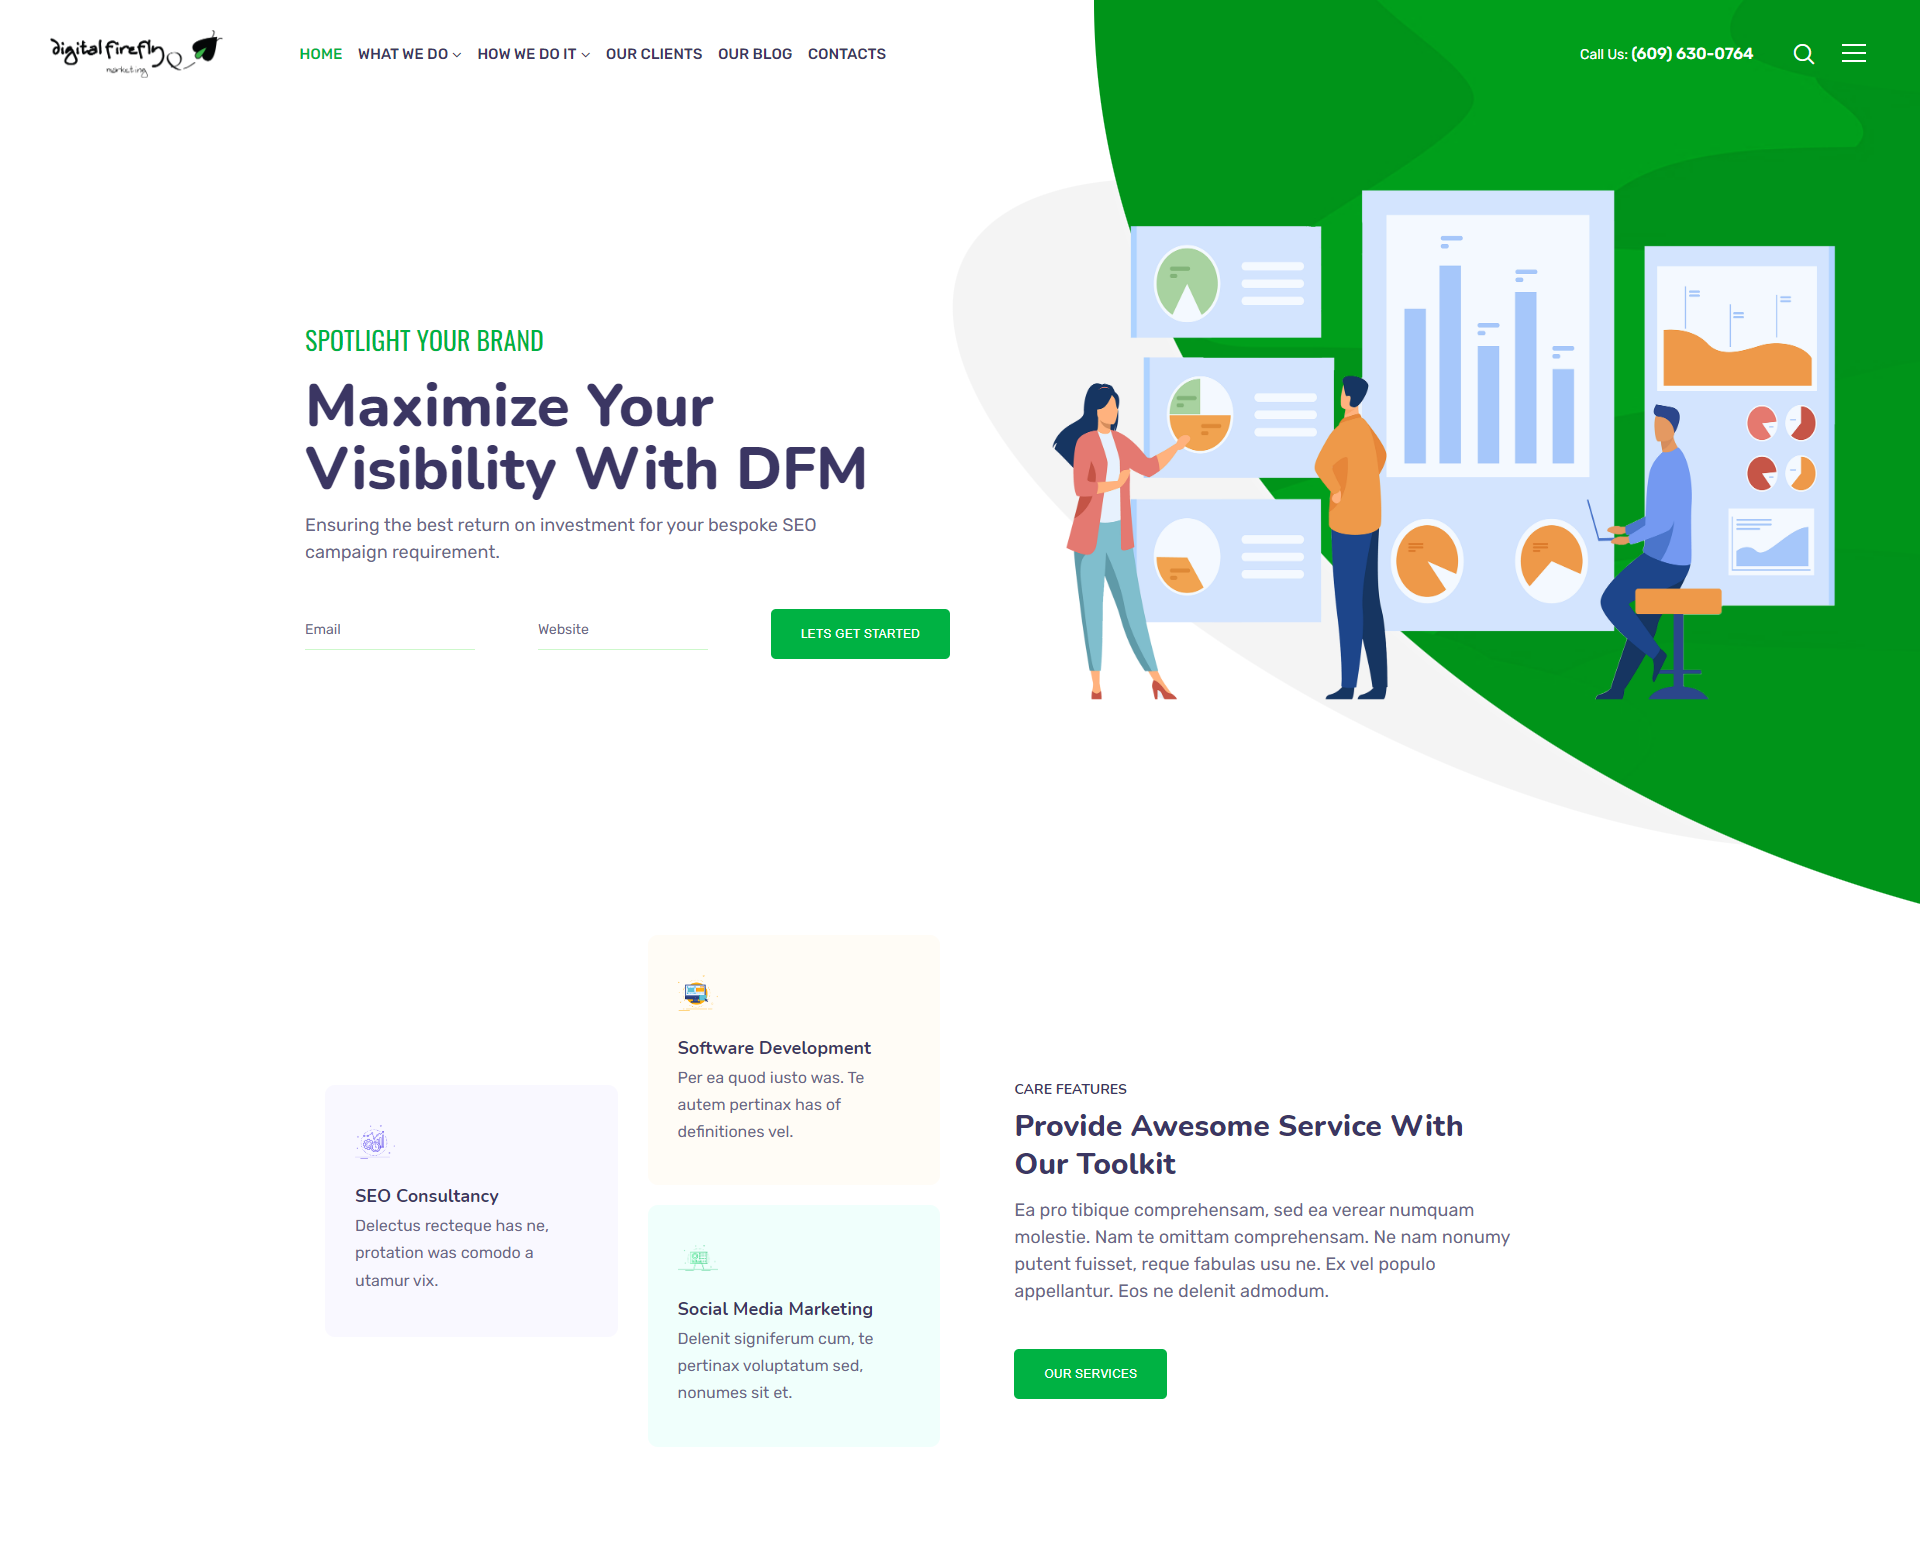 digital firefly
marketing
HOME WHAT WE DO HOW WE DO IT OUR CLIENTS OUR BLOG CONTACTS
Call Us: (609) 630-0764
SPOTLIGHT YOUR BRAND
Maximize Your
Visibility With DFM
Ensuring the best return on investment for your bespoke SEO
campaign requirement.
Email
Website
LETS GET STARTED
SEO Consultancy
Delectus recteque has ne,
protation was comodo a
utamur vix.
Software Development
Per ea quod iusto was. Te
autem pertinax has of
definitiones vel.
Social Media Marketing
Delenit signiferum cum, te
pertinax voluptatum sed,
nonumes sit et.
CARE FEATURES
Provide Awesome Service With
Our Toolkit
Ea pro tibique comprehensam, sed ea verear numquam
molestie. Nam te omittam comprehensam. Ne nam nonumy
putent fuisset, reque fabulas usu ne. Ex vel populo
appellantur. Eos ne delenit admodum.
OUR SERVICES